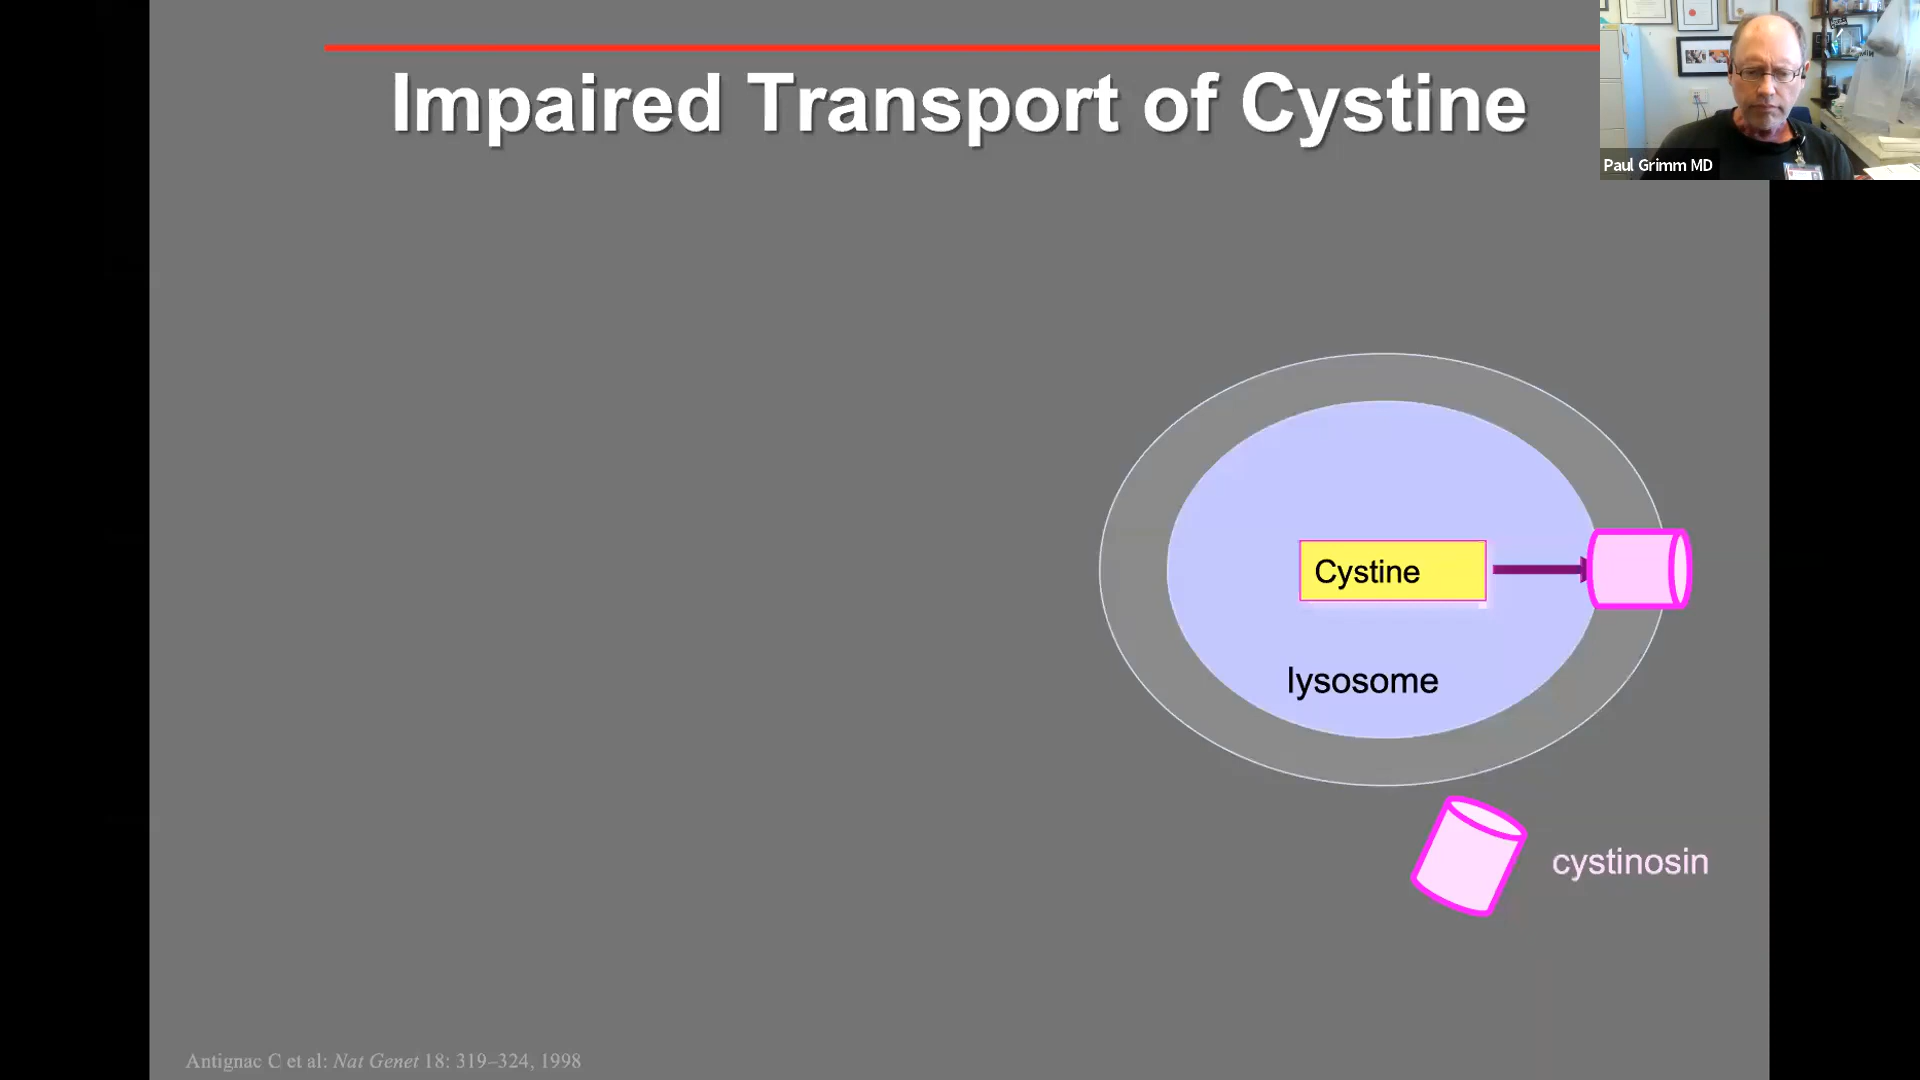 Impaired Transport of Cystine
Paul Grimm MD
Cystine
lysosome
cystinosin
Antignac C et al: Nat Genet 18: 319–324, 1998